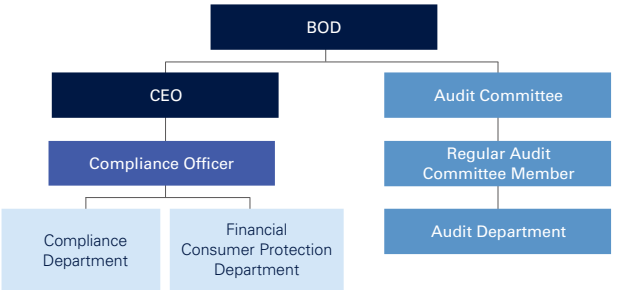 BOD
CEO
Audit Committee
Compliance Officer
Regular Audit
Committee Member
Compliance
Department
Financial
Consumer Protection
Department
Audit Department